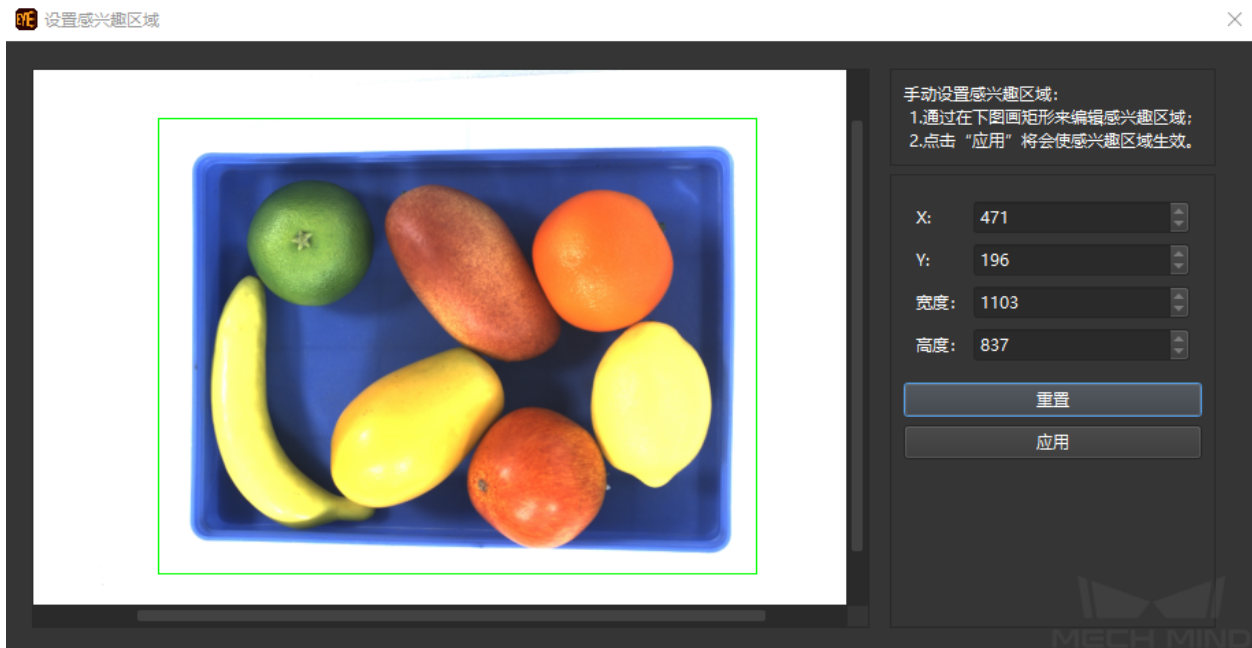 EYE 设置感兴趣区域
手动设置感兴趣区域：
1.通过在下图画矩形来编辑感兴趣区域；
2.点击“应用”将会使感兴趣区域生效。
X: 471
Y: 196
宽度： 1103
高度： 837
重置
应用
MECH MIND